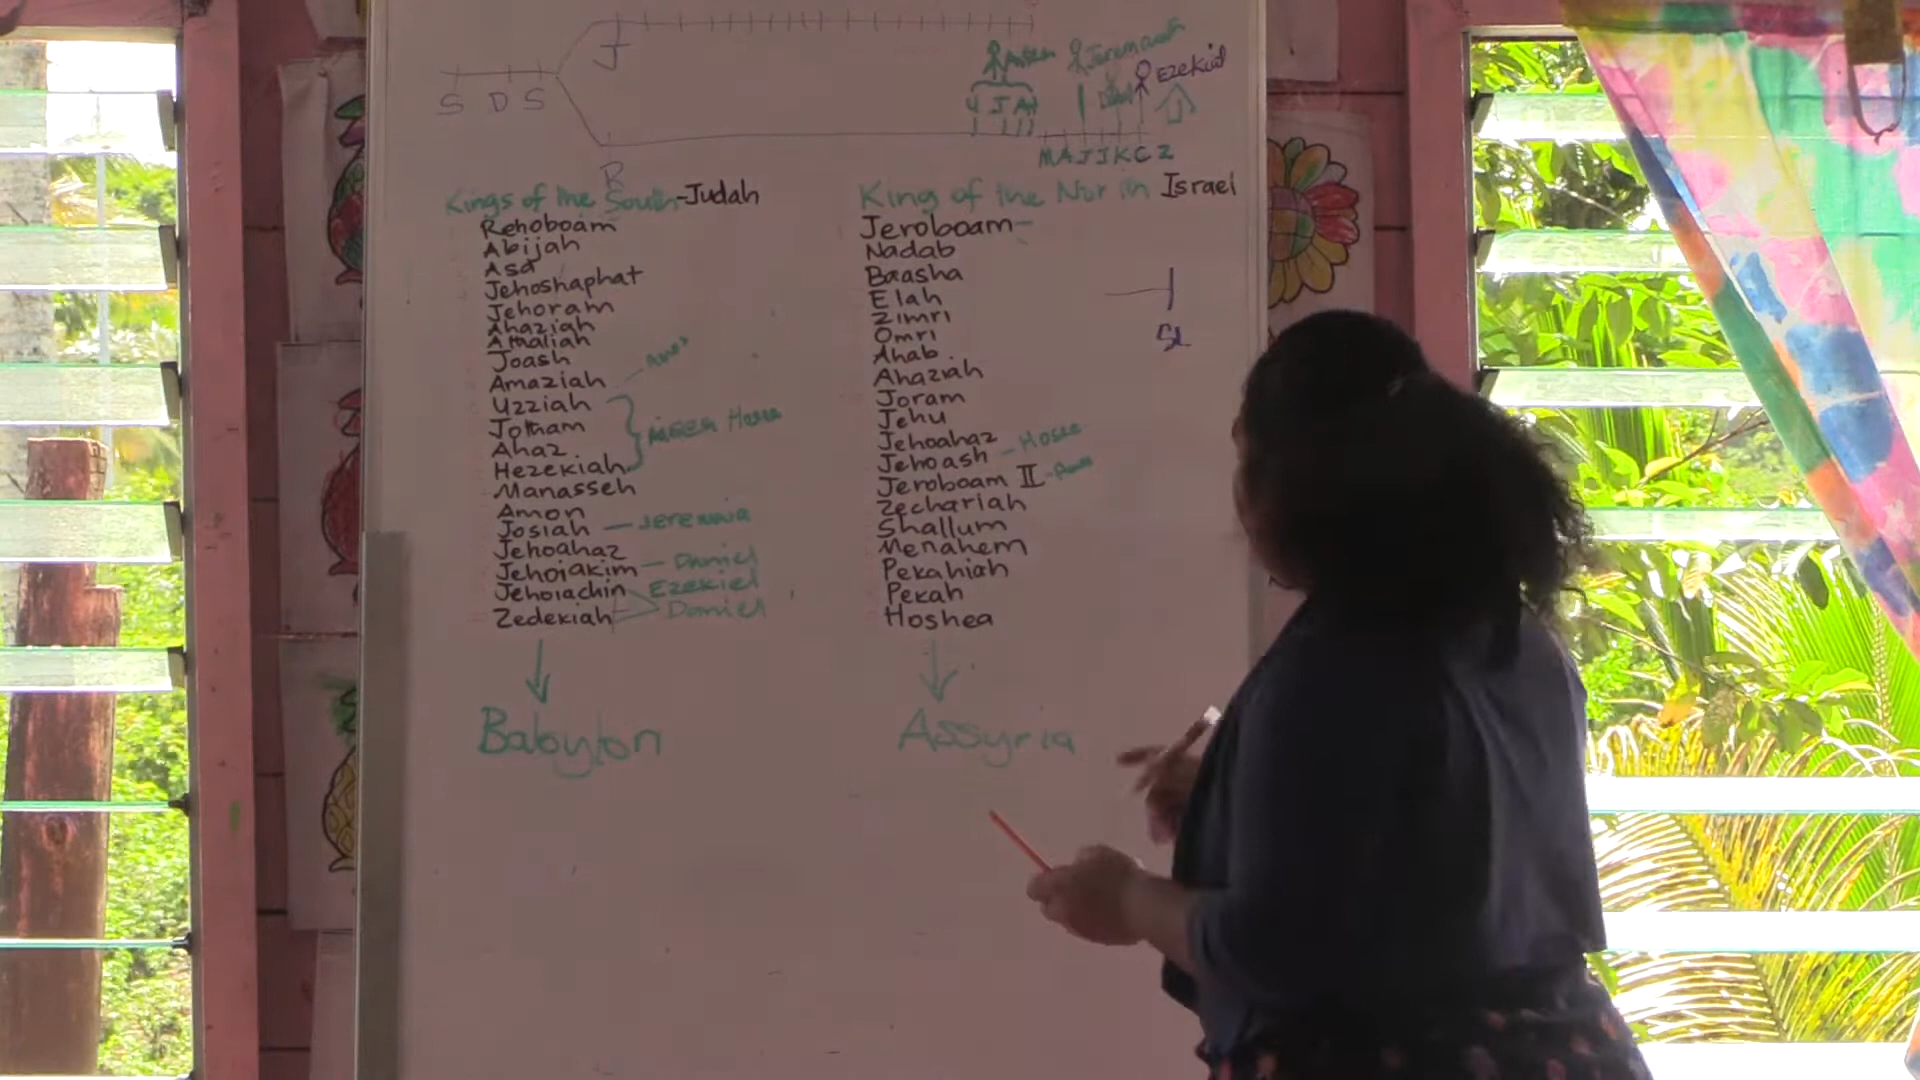 J
S D S
Jeremiah
Ezekiel
U J A H
MAJJKCZ
R
Kings of the South-Judah
Rehoboam
Abijah
Asa
Jehoshaphat
Jehoram
Ahaziah
Athaliah
Joash
Amaziah
Uzziah
Jotham
Ahaz.
Hezekiah
Hosea
Manasseh
Amon
Josiah —
Jehoahaz
Jehoiakim — Daniel
Jehoiachin Ezekiel
Zedekiah Daniel
Babylon
King of the North Israel
Jeroboam-
Nadab
Baasha
Elah
Zimri
Omri
Ahab
Ahaziah
Joram
Jehu
Jehoahaz
Jehoash - Hosea
Jeroboam II -
Zechariah
Shallum
Menahem
Pekahiah
Pekah
Hoshea
Assyria